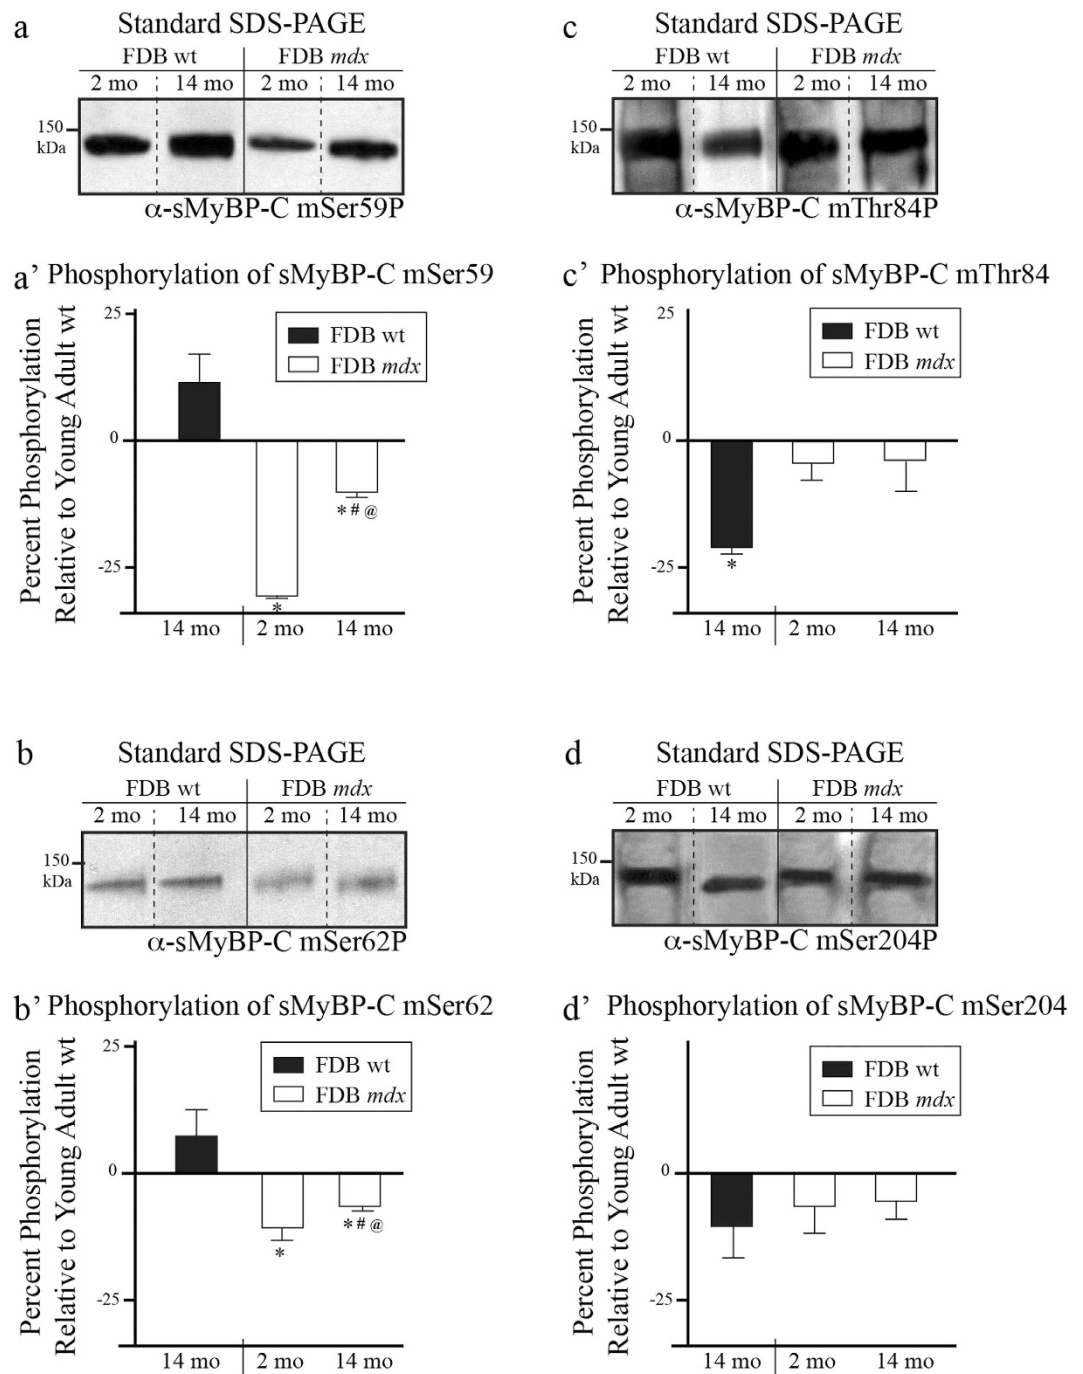 a
Standard SDS-PAGE
FDB wt FDB mdx
2 mo 14 mo 2 mo 14 mo
150
kDa
α-sMyBP-C mSer59P
a’ Phosphorylation of sMyBP-C mSer59
Percent Phosphorylation
Relative to Young Adult wt
25
0
-25
FDB wt
FDB mdx
*
* # @
14 mo 2 mo 14 mo
c
Standard SDS-PAGE
FDB wt FDB mdx
2 mo 14 mo 2 mo 14 mo
150
kDa
α-sMyBP-C mThr84P
c’ Phosphorylation of sMyBP-C mThr84
Percent Phosphorylation
Relative to Young Adult wt
25
0
-25
FDB wt
FDB mdx
*
14 mo 2 mo 14 mo
b
Standard SDS-PAGE
FDB wt FDB mdx
2 mo 14 mo 2 mo 14 mo
150
kDa
α-sMyBP-C mSer62P
b’ Phosphorylation of sMyBP-C mSer62
Percent Phosphorylation
Relative to Young Adult wt
25
0
-25
FDB wt
FDB mdx
*
* # @
14 mo 2 mo 14 mo
d
Standard SDS-PAGE
FDB wt FDB mdx
2 mo 14 mo 2 mo 14 mo
150
kDa
α-sMyBP-C mSer204P
d’ Phosphorylation of sMyBP-C mSer204
Percent Phosphorylation
Relative to Young Adult wt
0
-25
FDB wt
FDB mdx
14 mo 2 mo 14 mo